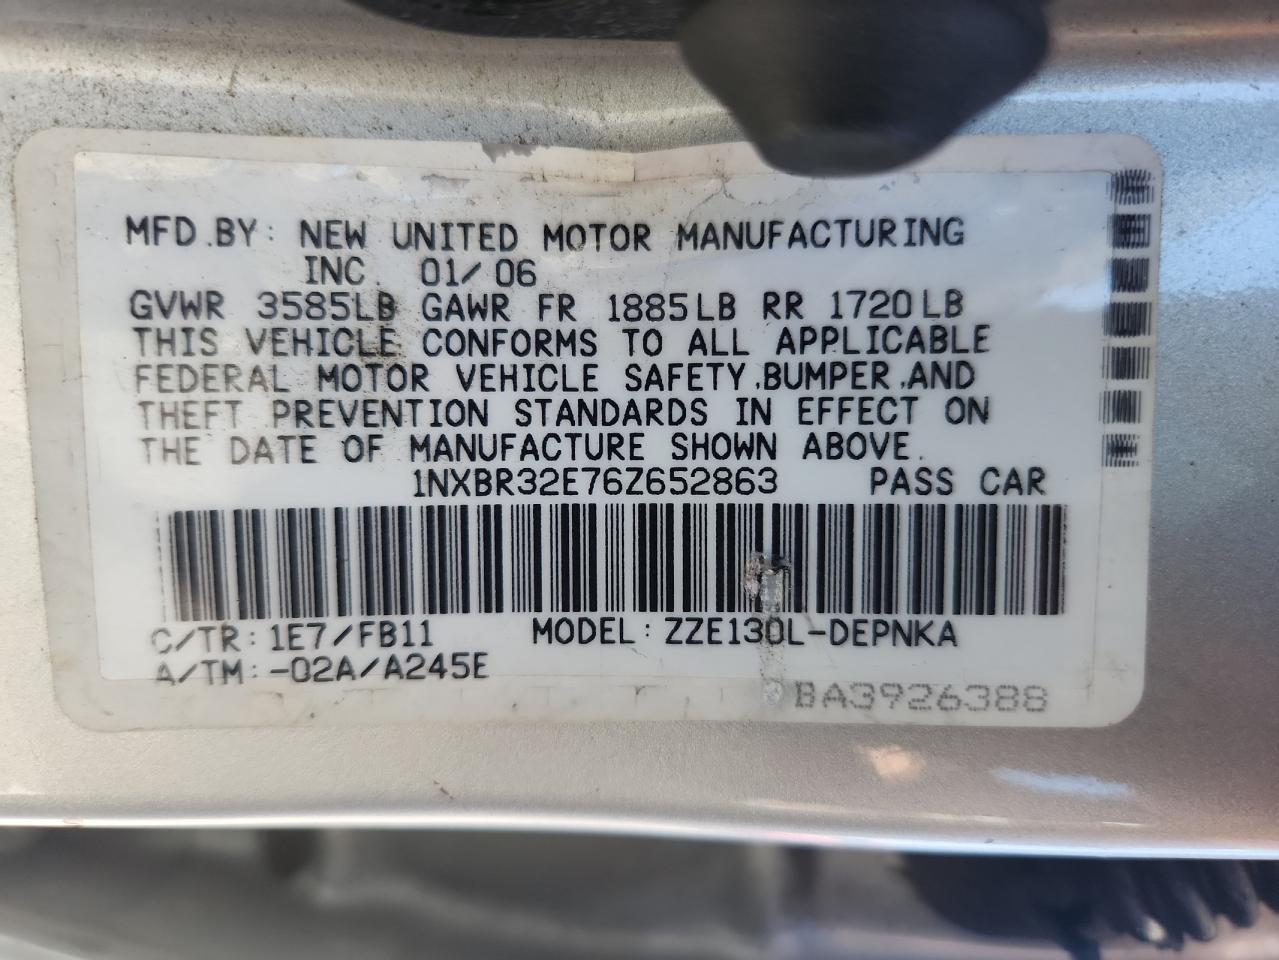 MFD.BY: NEW UNITED MOTOR MANUFACTURING
INC 01/06
GVWR 3585LB GAWR FR 1885LB RR 1720LB
THIS VEHICLE CONFORMS TO ALL APPLICABLE
FEDERAL MOTOR VEHICLE SAFETY,BUMPER,AND
THEFT PREVENTION STANDARDS IN EFFECT ON
THE DATE OF MANUFACTURE SHOWN ABOVE.
1NXBR32E76Z652863 PASS CAR
C/TR: 1E7/FB11 MODEL: ZZE130L-DEPNKA
A/TM: -02A/A245E
BA3926388